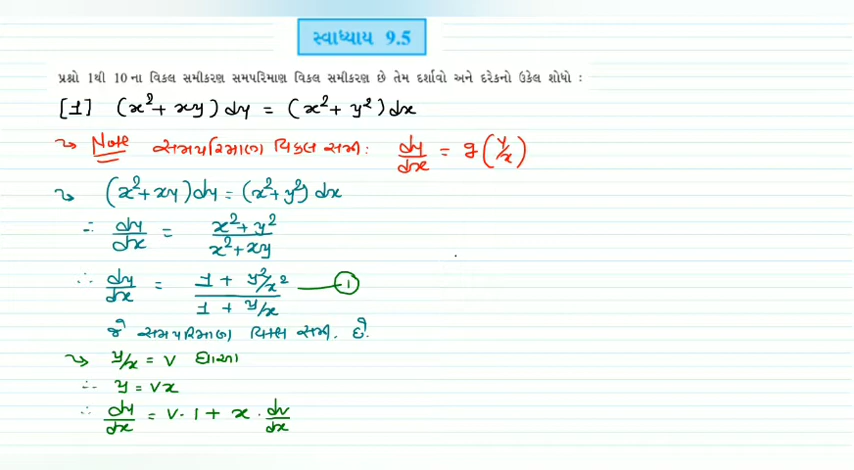 સ્વાધ્યાય 9.5
પ્રશ્નો 1થી 10 ના વિકલ સમીકરણ સમપરિમાણ વિકલ સમીકરણ છે તેમ દર્શાવો અને દરેકનો ઉકેલ શોધો :
[1] (x² + xy) dy = (x² + y²) dx
↝ Note સમપરિમાણ વિકલ સમી: dy/dx = g(y/x)
↝ (x² + xy) dy = (x² + y²) dx
∴ dy/dx = (x² + y²)/(x² + xy)
∴ dy/dx = (1 + y²/x²)/(1 + y/x) —— ①
જે સમપરિમાણ વિકલ સમી. છે.
↝ y/x = v ધારતા
∴ y = vx
∴ dy/dx = v · 1 + x · dv/dx